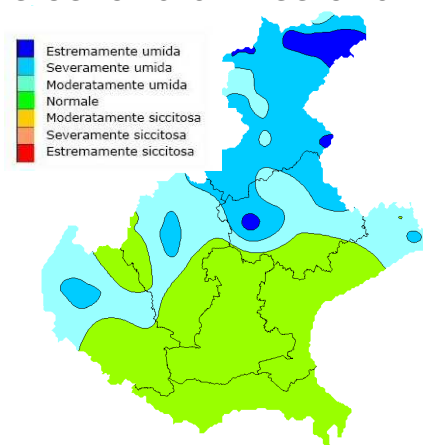 Estremamente umida
Severamente umida
Moderatamente umida
Normale
Moderatamente siccitosa
Severamente siccitosa
Estremamente siccitosa